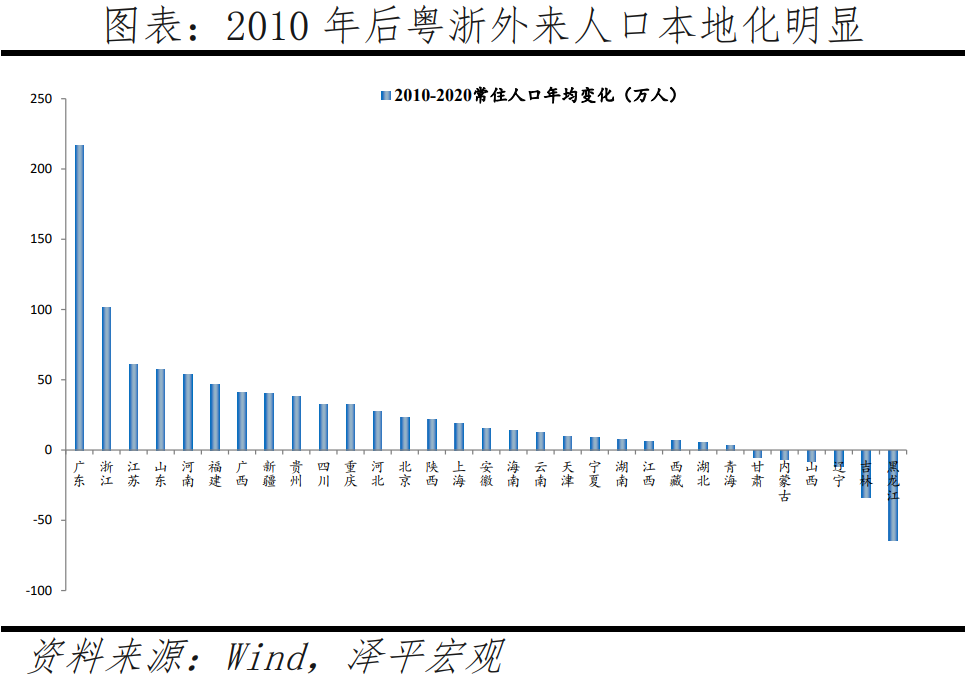 图表：2010 年后粤浙外来人口本地化明显
2010-2020常住人口年均变化（万人）
250
200
150
100
50
0
-50
-100
广东
浙江
江苏
山东
河南
福建
广西
新疆
贵州
四川
重庆
河北
北京
陕西
上海
安徽
海南
云南
天津
宁夏
湖南
江西
西藏
湖北
青海
甘肃
内蒙古
山西
辽宁
吉林
黑龙江
资料来源：Wind，泽平宏观